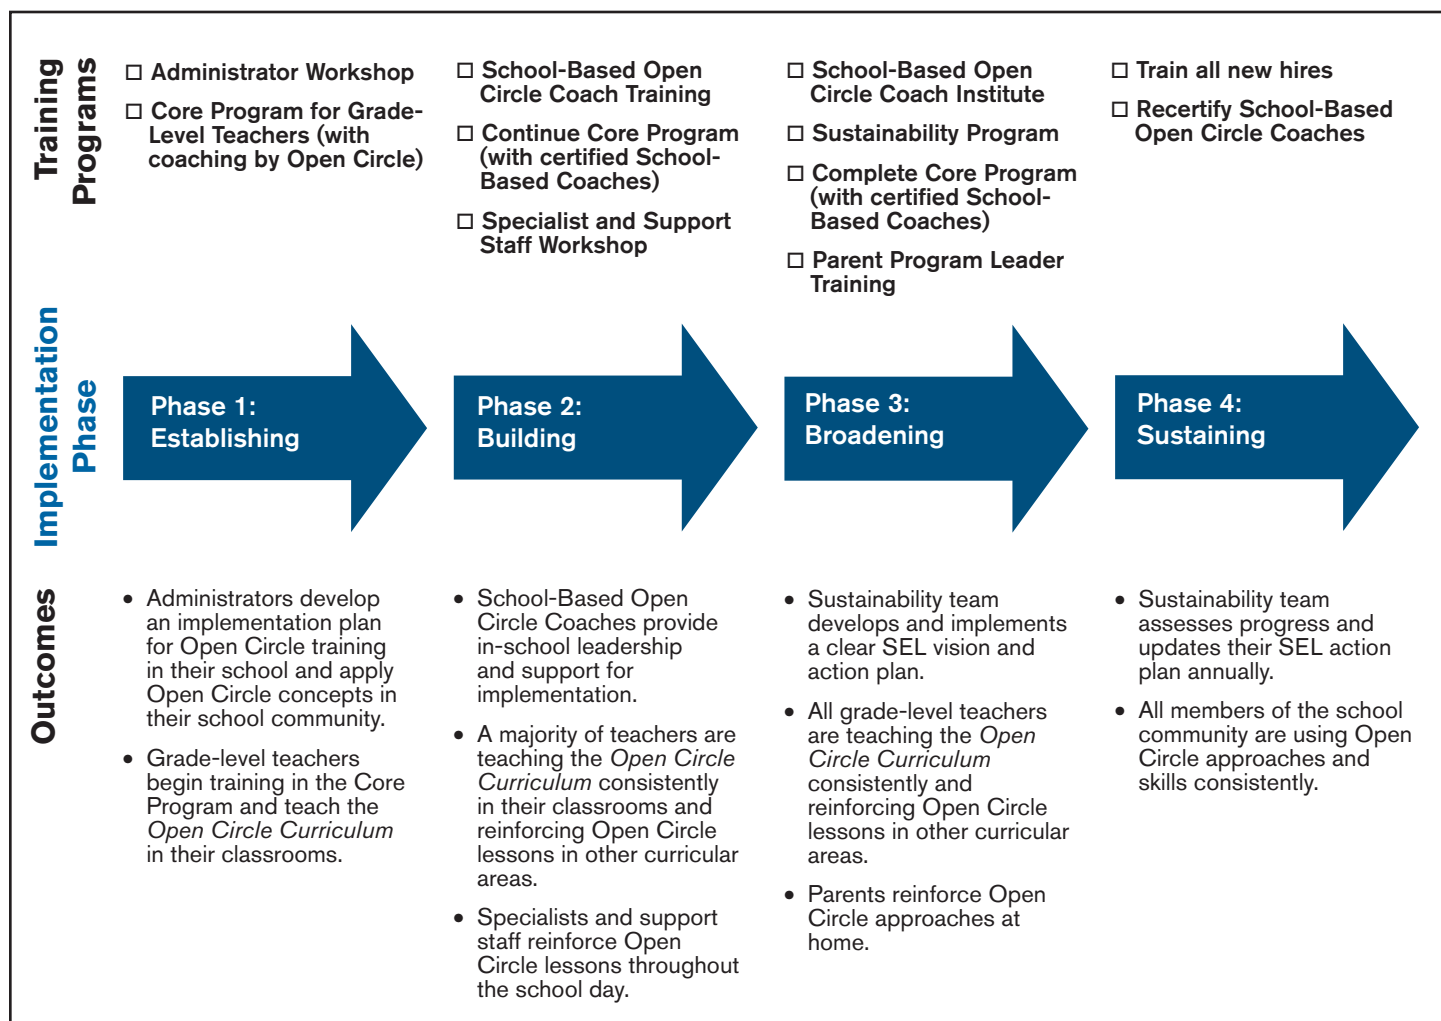 Training
Programs
☐ Administrator Workshop
☐ Core Program for Grade-
Level Teachers (with
coaching by Open Circle)
☐ School-Based Open
Circle Coach Training
☐ Continue Core Program
(with certified School-
Based Coaches)
☐ Specialist and Support
Staff Workshop
☐ School-Based Open
Circle Coach Institute
☐ Sustainability Program
☐ Complete Core Program
(with certified School-
Based Coaches)
☐ Parent Program Leader
Training
☐ Train all new hires
☐ Recertify School-Based
Open Circle Coaches
Implementation
Phase
Phase 1:
Establishing
Phase 2:
Building
Phase 3:
Broadening
Phase 4:
Sustaining
Outcomes
• Administrators develop
an implementation plan
for Open Circle training
in their school and apply
Open Circle concepts in
their school community.
• Grade-level teachers
begin training in the Core
Program and teach the
Open Circle Curriculum
in their classrooms.
• School-Based Open
Circle Coaches provide
in-school leadership
and support for
implementation.
• A majority of teachers are
teaching the Open Circle
Curriculum consistently
in their classrooms and
reinforcing Open Circle
lessons in other curricular
areas.
• Specialists and support
staff reinforce Open
Circle lessons throughout
the school day.
• Sustainability team
develops and implements
a clear SEL vision and
action plan.
• All grade-level teachers
are teaching the Open
Circle Curriculum
consistently and
reinforcing Open Circle
lessons in other curricular
areas.
• Parents reinforce Open
Circle approaches at
home.
• Sustainability team
assesses progress and
updates their SEL action
plan annually.
• All members of the school
community are using Open
Circle approaches and
skills consistently.